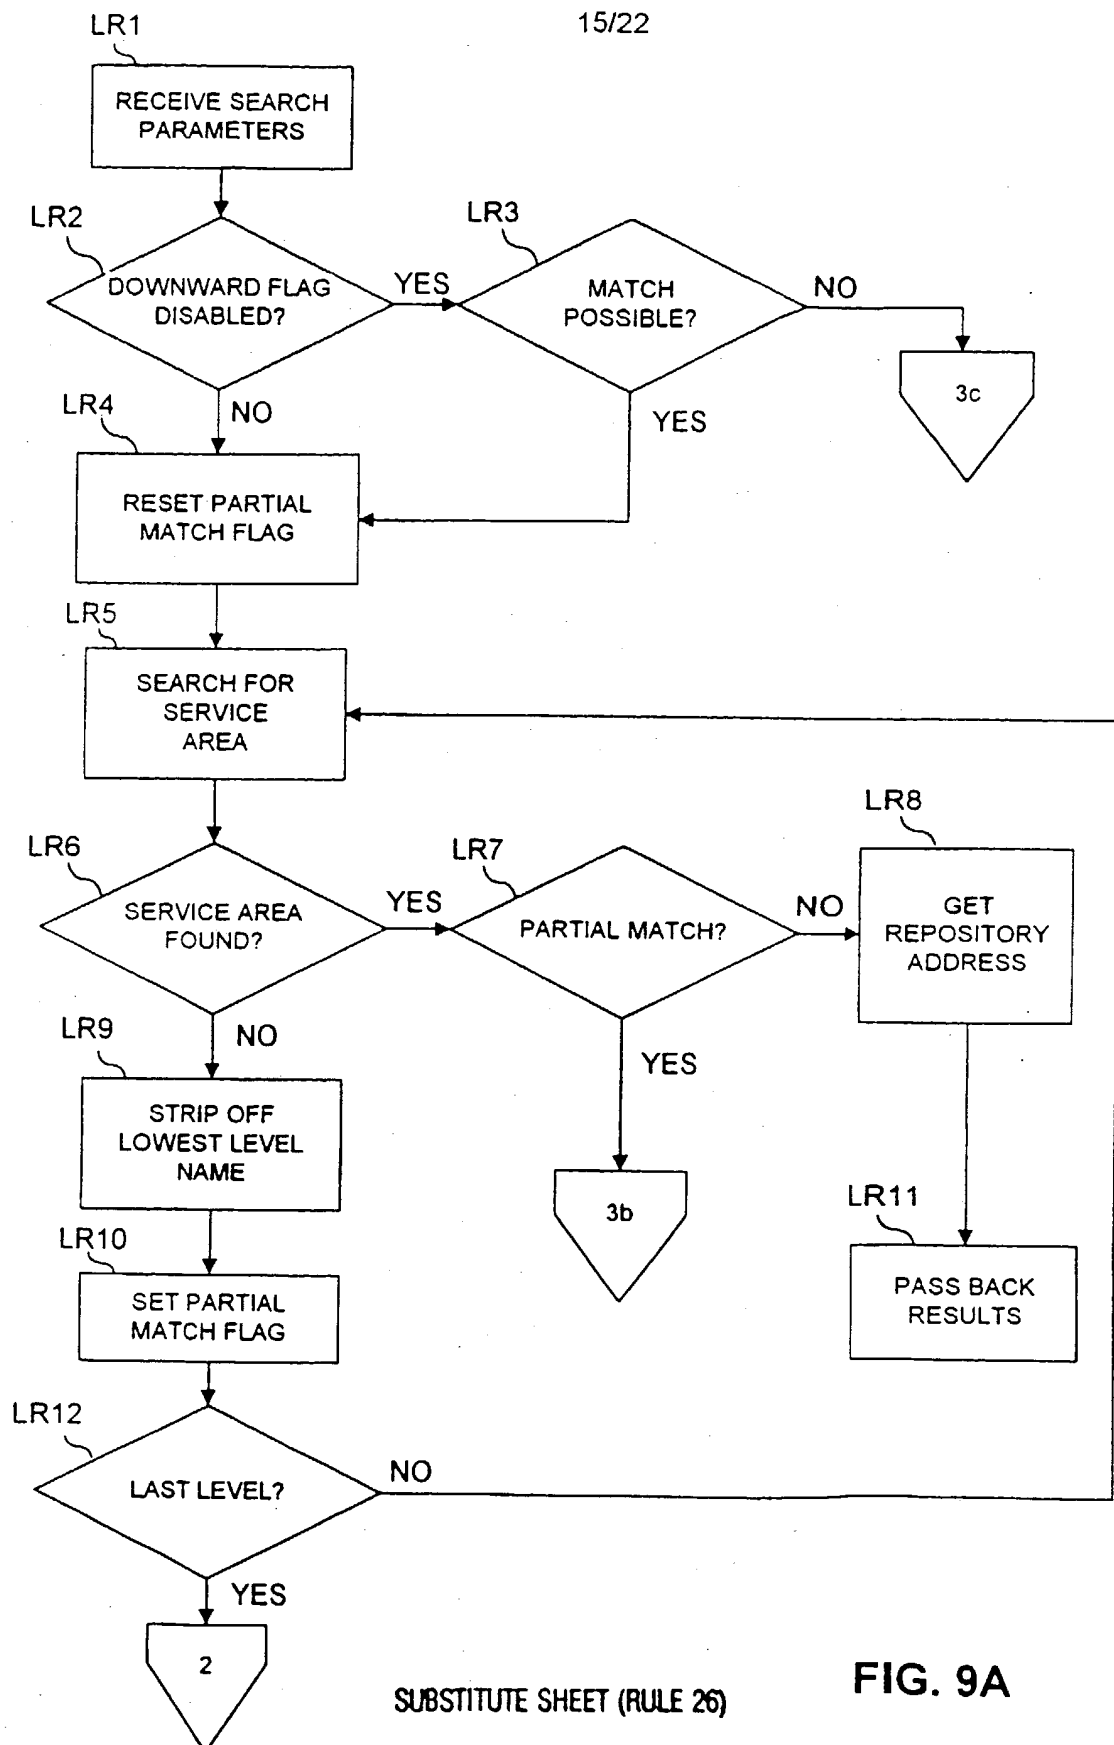 15/22
LR1
RECEIVE SEARCH
PARAMETERS
LR2
DOWNWARD FLAG
DISABLED?
YES
LR3
MATCH
POSSIBLE?
NO
3c
NO
YES
LR4
RESET PARTIAL
MATCH FLAG
LR5
SEARCH FOR
SERVICE
AREA
LR6
SERVICE AREA
FOUND?
YES
LR7
PARTIAL MATCH?
NO
LR8
GET
REPOSITORY
ADDRESS
NO
YES
3b
LR9
STRIP OFF
LOWEST LEVEL
NAME
LR11
PASS BACK
RESULTS
LR10
SET PARTIAL
MATCH FLAG
LR12
LAST LEVEL?
NO
YES
2
SUBSTITUTE SHEET (RULE 26)
FIG. 9A